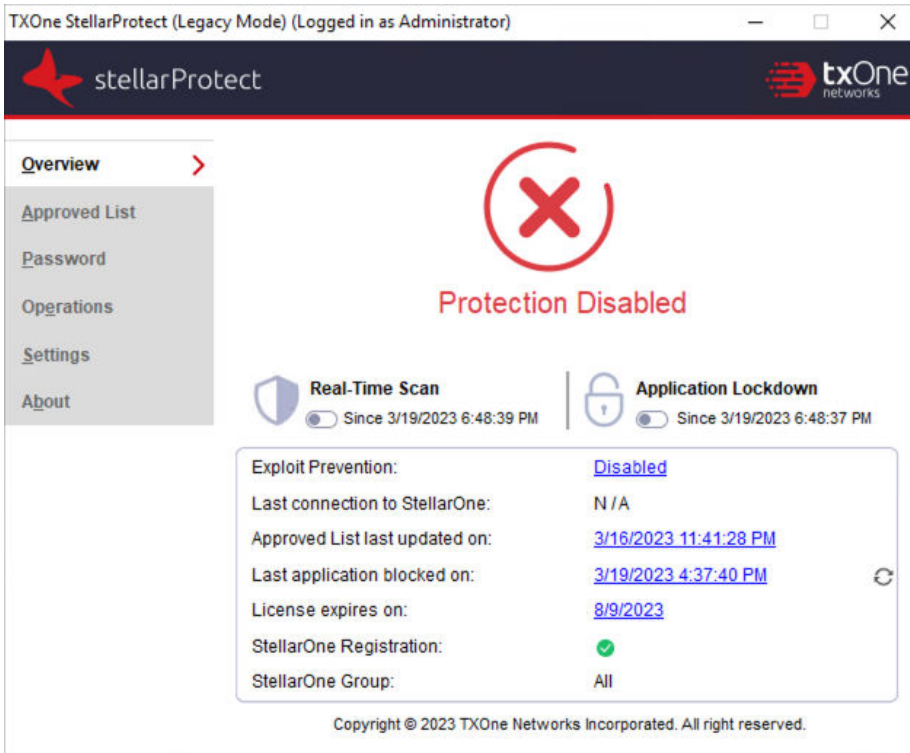 TXOne StellarProtect (Legacy Mode) (Logged in as Administrator)
stellarProtect
txOne
networks
Overview
Approved List
Password
Operations
Settings
About
Protection Disabled
Real-Time Scan
Since 3/19/2023 6:48:39 PM
Application Lockdown
Since 3/19/2023 6:48:37 PM
Exploit Prevention: Disabled
Last connection to StellarOne: N/A
Approved List last updated on: 3/16/2023 11:41:28 PM
Last application blocked on: 3/19/2023 4:37:40 PM
License expires on: 8/9/2023
StellarOne Registration:
StellarOne Group: All
Copyright © 2023 TXOne Networks Incorporated. All right reserved.